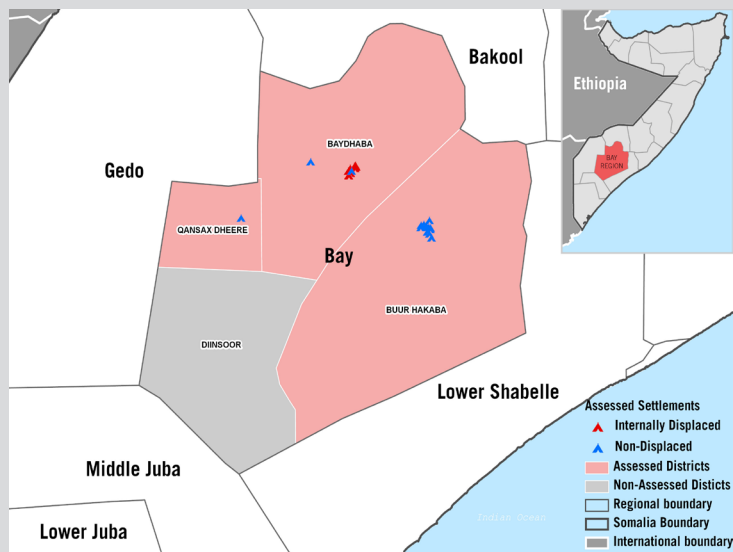 Bakool
Ethiopia
BAYDHABA
Gedo
BAY
REGION
QANSAX DHEERE
Bay
BUUR HAKABA
DIINSOOR
Lower Shabelle
Middle Juba
Lower Juba
Indian Ocean
Assessed Settlements
Internally Displaced
Non-Displaced
Assessed Districts
Non-Assessed Disticts
Regional boundary
Somalia Boundary
International boundary